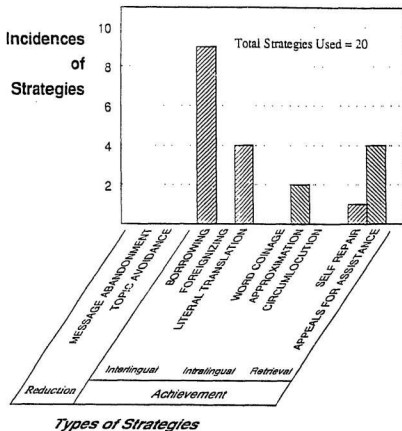 Incidences
of
Strategies
Total Strategies Used = 20
10
8
6
4
2
MESSAGE ABANDONMENT
TOPIC AVOIDANCE
BORROWING
FOREIGNIZING
LITERAL TRANSLATION
WORD COINAGE
APPROXIMATION
CIRCUMLOCUTION
SELF REPAIR
APPEALS FOR ASSISTANCE
Interlingual
Intralingual
Retrieval
Reduction
Achievement
Types of Strategies